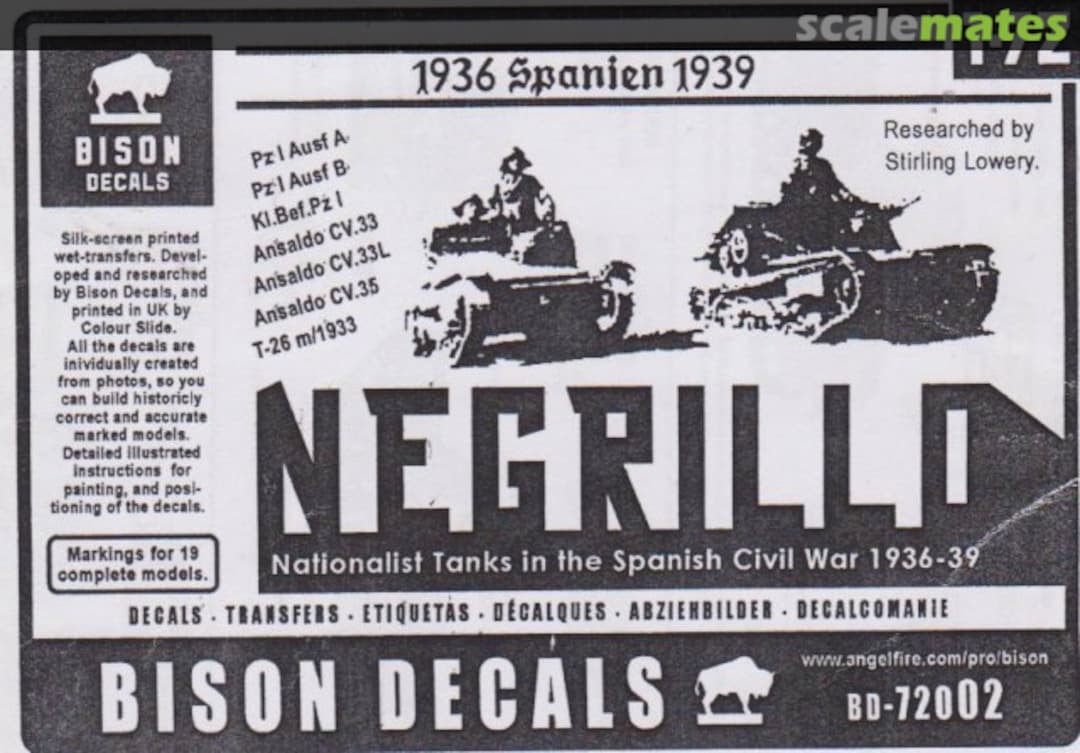 scalemates
1:72
1936 Spanien 1939
BISON
DECALS
Pz I Ausf A
Pz I Ausf B
Kl.Bef.Pz I
Ansaldo CV.33
Ansaldo CV.33L
Ansaldo CV.35
T-26 m/1933
Researched by
Stirling Lowery.
Silk-screen printed
wet-transfers. Devel-
oped and researched
by Bison Decals, and
printed in UK by
Colour Slide.
All the decals are
inividually created
from photos, so you
can build historicly
correct and accurate
marked models.
Detailed illustrated
instructions for
painting, and posi-
tioning of the decals.
Markings for 19
complete models.
NEGRILLO
Nationalist Tanks in the Spanish Civil War 1936-39
DECALS · TRANSFERS · ETIQUETAS · DÉCALQUES · ABZIEHBILDER · DECALCOMANIE
BISON DECALS
www.angelfire.com/pro/bison
BD-72002